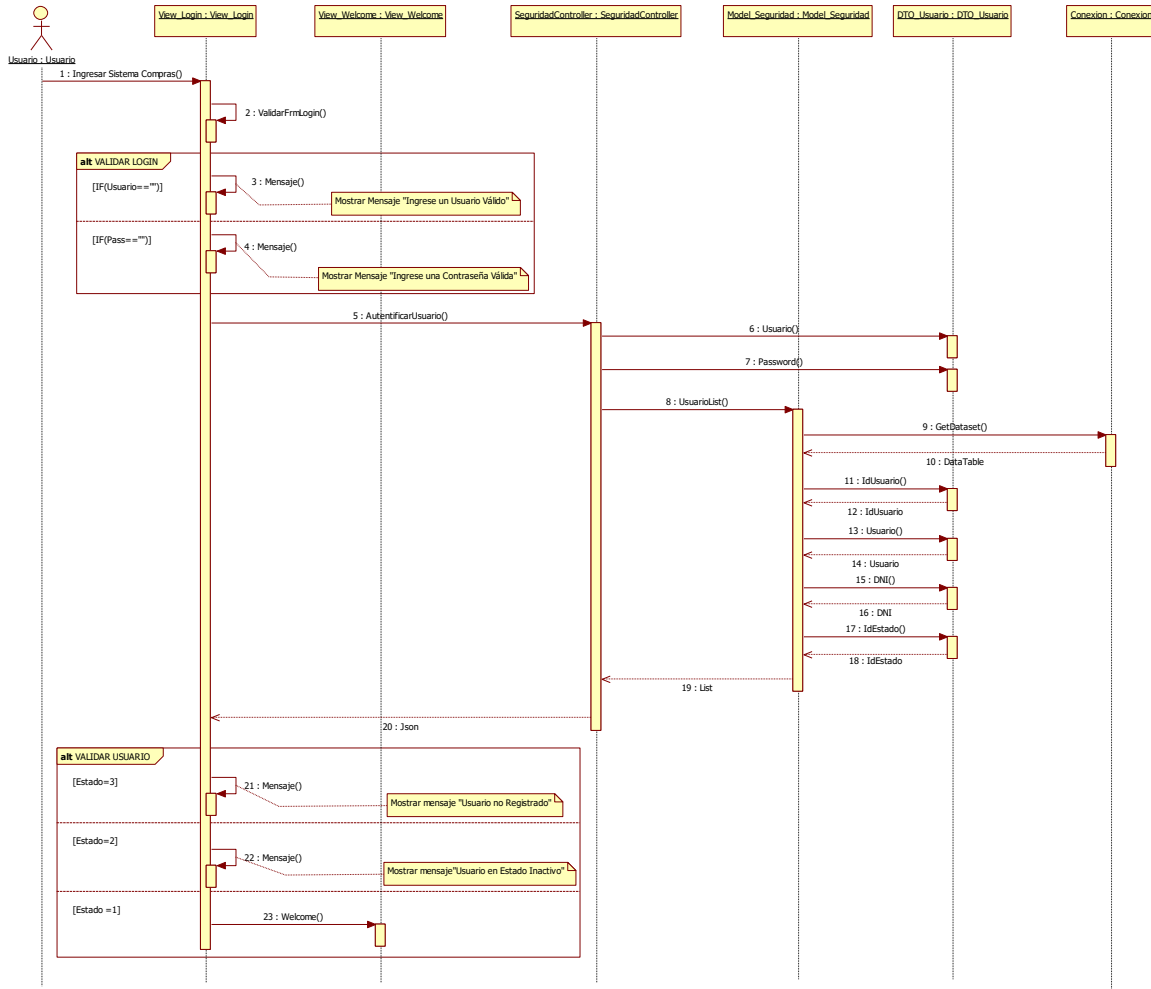 View_Login : View_Login
View_Welcome : View_Welcome
SeguridadController : SeguridadController
Model_Seguridad : Model_Seguridad
DTO_Usuario : DTO_Usuario
Conexion : Conexion
Usuario : Usuario
1 : Ingresar Sistema Compras()
2 : ValidarFrmLogin()
alt VALIDAR LOGIN
[IF(Usuario=="")]
3 : Mensaje()
Mostrar Mensaje "Ingrese un Usuario Válido"
[IF(Pass=="")]
4 : Mensaje()
Mostrar Mensaje "Ingrese una Contraseña Válida"
5 : AutentificarUsuario()
6 : Usuario()
7 : Password()
8 : UsuarioList()
9 : GetDataset()
10 : DataTable
11 : IdUsuario()
12 : IdUsuario
13 : Usuario()
14 : Usuario
15 : DNI()
16 : DNI
17 : IdEstado()
18 : IdEstado
19 : List
20 : Json
alt VALIDAR USUARIO
[Estado=3]
21 : Mensaje()
Mostrar mensaje "Usuario no Registrado"
[Estado=2]
22 : Mensaje()
Mostrar mensaje"Usuario en Estado Inactivo"
[Estado =1]
23 : Welcome()